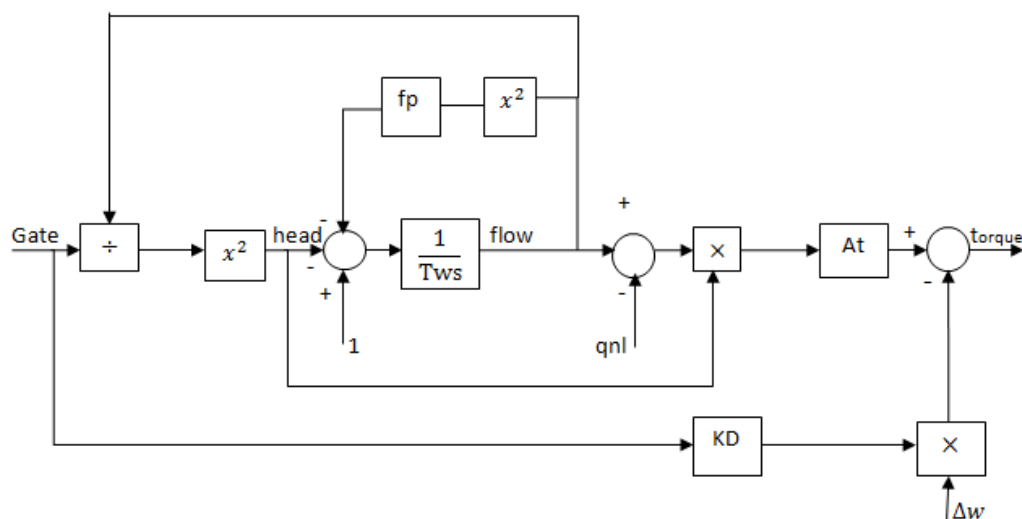 fp
x²
+
Gate
÷
x²
head
-
-
+
1
1
Tws
flow
-
qnl
×
At
+
-
torque
KD
×
Δw